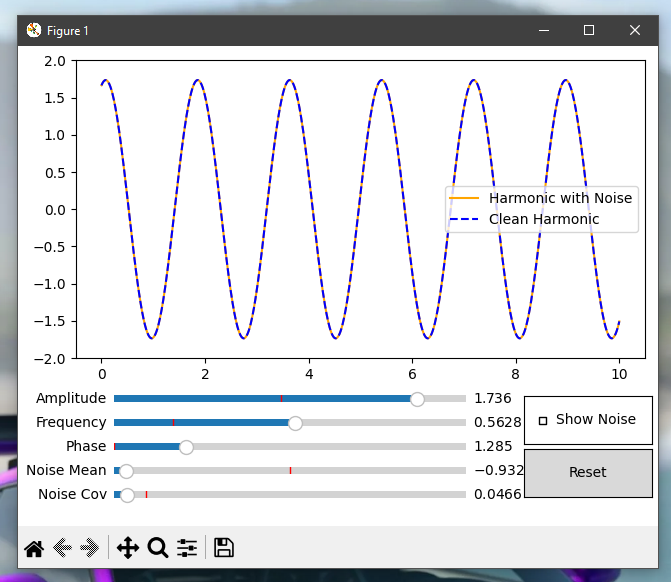 Figure 1
2.0
1.5
1.0
0.5
0.0
−0.5
−1.0
−1.5
−2.0
Harmonic with Noise
Clean Harmonic
0 2 4 6 8 10
Amplitude 1.736
Frequency 0.5628
Phase 1.285
Noise Mean −0.932
Noise Cov 0.0466
Show Noise
Reset